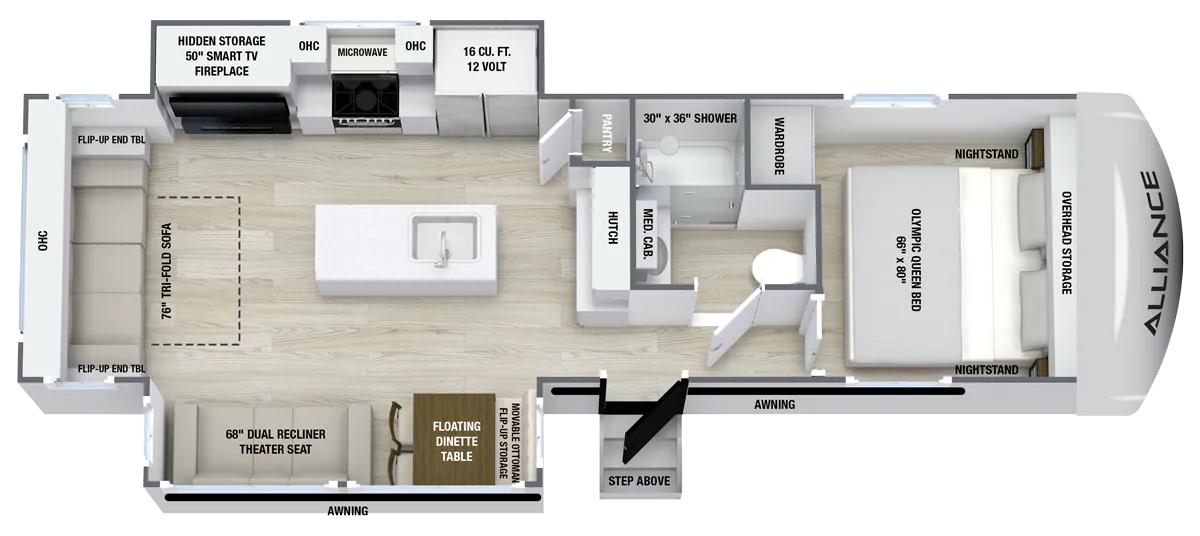 HIDDEN STORAGE
50" SMART TV
FIREPLACE
OHC
MICROWAVE
OHC
16 CU. FT.
12 VOLT
FLIP-UP END TBL
OHC
76" TRI-FOLD SOFA
FLIP-UP END TBL
PANTRY
HUTCH
30" x 36" SHOWER
MED. CAB.
WARDROBE
NIGHTSTAND
OLYMPIC QUEEN BED
66" x 80"
OVERHEAD STORAGE
NIGHTSTAND
ALLIANCE
68" DUAL RECLINER
THEATER SEAT
FLOATING
DINETTE
TABLE
MOVABLE OTTOMAN
FLIP-UP STORAGE
AWNING
STEP ABOVE
AWNING